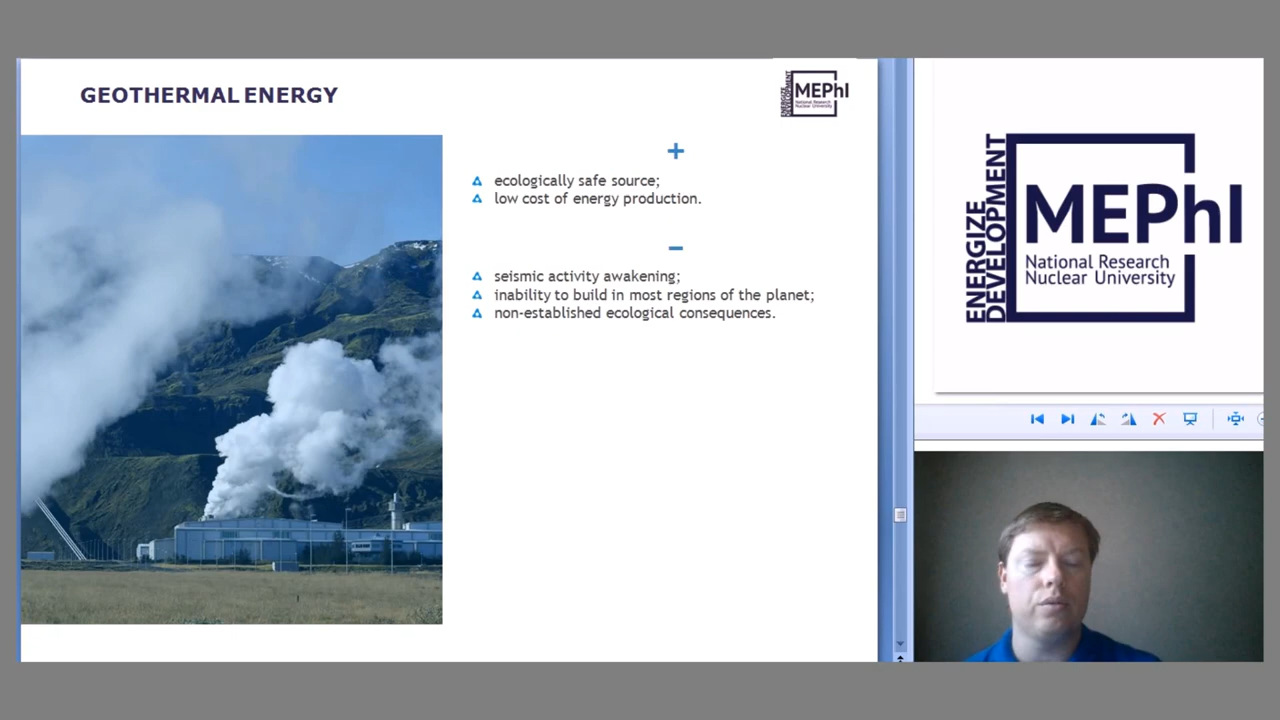 GEOTHERMAL ENERGY
ENERGIZE
DEVELOPMENT
MEPhI
National Research
Nuclear University
+
ecologically safe source;
low cost of energy production.
–
seismic activity awakening;
inability to build in most regions of the planet;
non-established ecological consequences.
ENERGIZE
DEVELOPMENT
MEPhI
National Research
Nuclear University